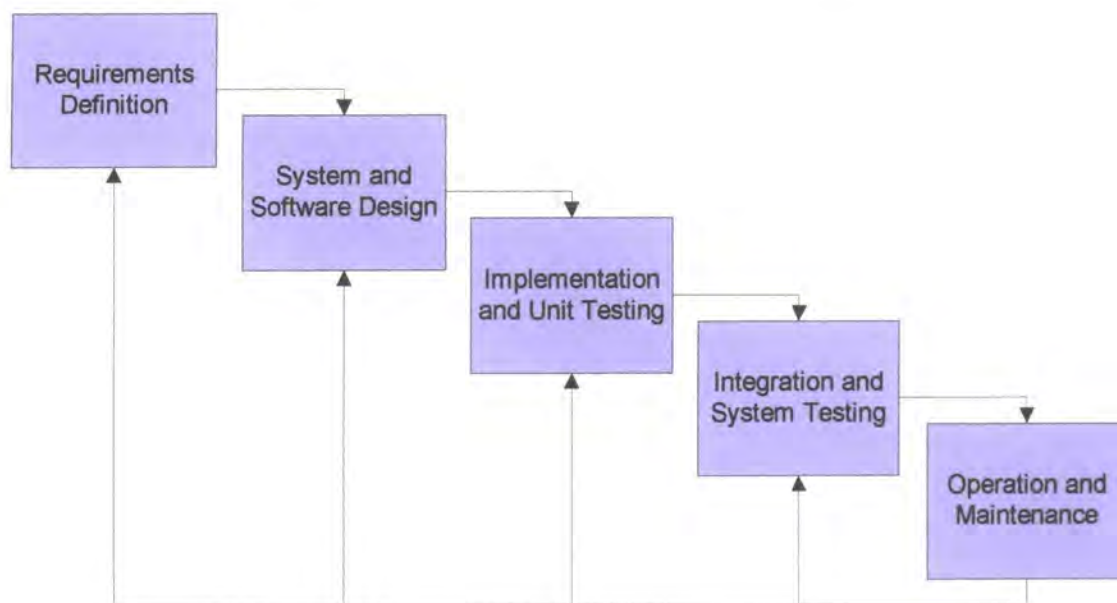 Requirements
Definition
System and
Software Design
Implementation
and Unit Testing
Integration and
System Testing
Operation and
Maintenance